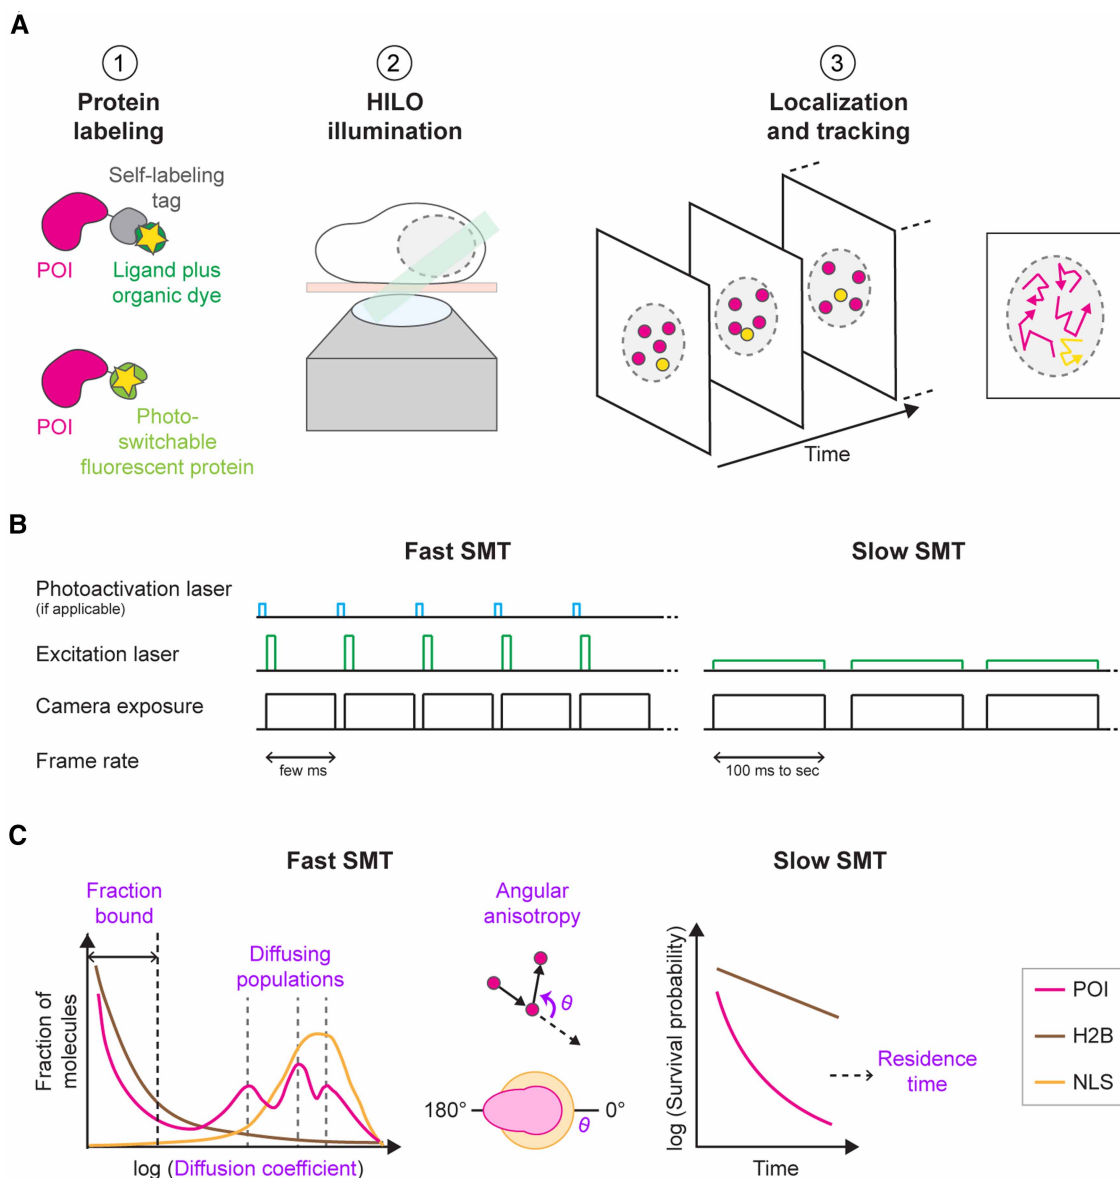 A
1
Protein
labeling
2
HILO
illumination
3
Localization
and tracking
Self-labeling
tag
POI
Ligand plus
organic dye
POI
Photo-
switchable
fluorescent protein
Time
B
Fast SMT
Slow SMT
Photoactivation laser
(if applicable)
Excitation laser
Camera exposure
Frame rate
few ms
100 ms to sec
C
Fast SMT
Slow SMT
Fraction
bound
Diffusing
populations
Fraction of
molecules
log (Diffusion coefficient)
Angular
anisotropy
θ
180°
0°
θ
log (Survival probability)
Time
Residence
time
POI
H2B
NLS